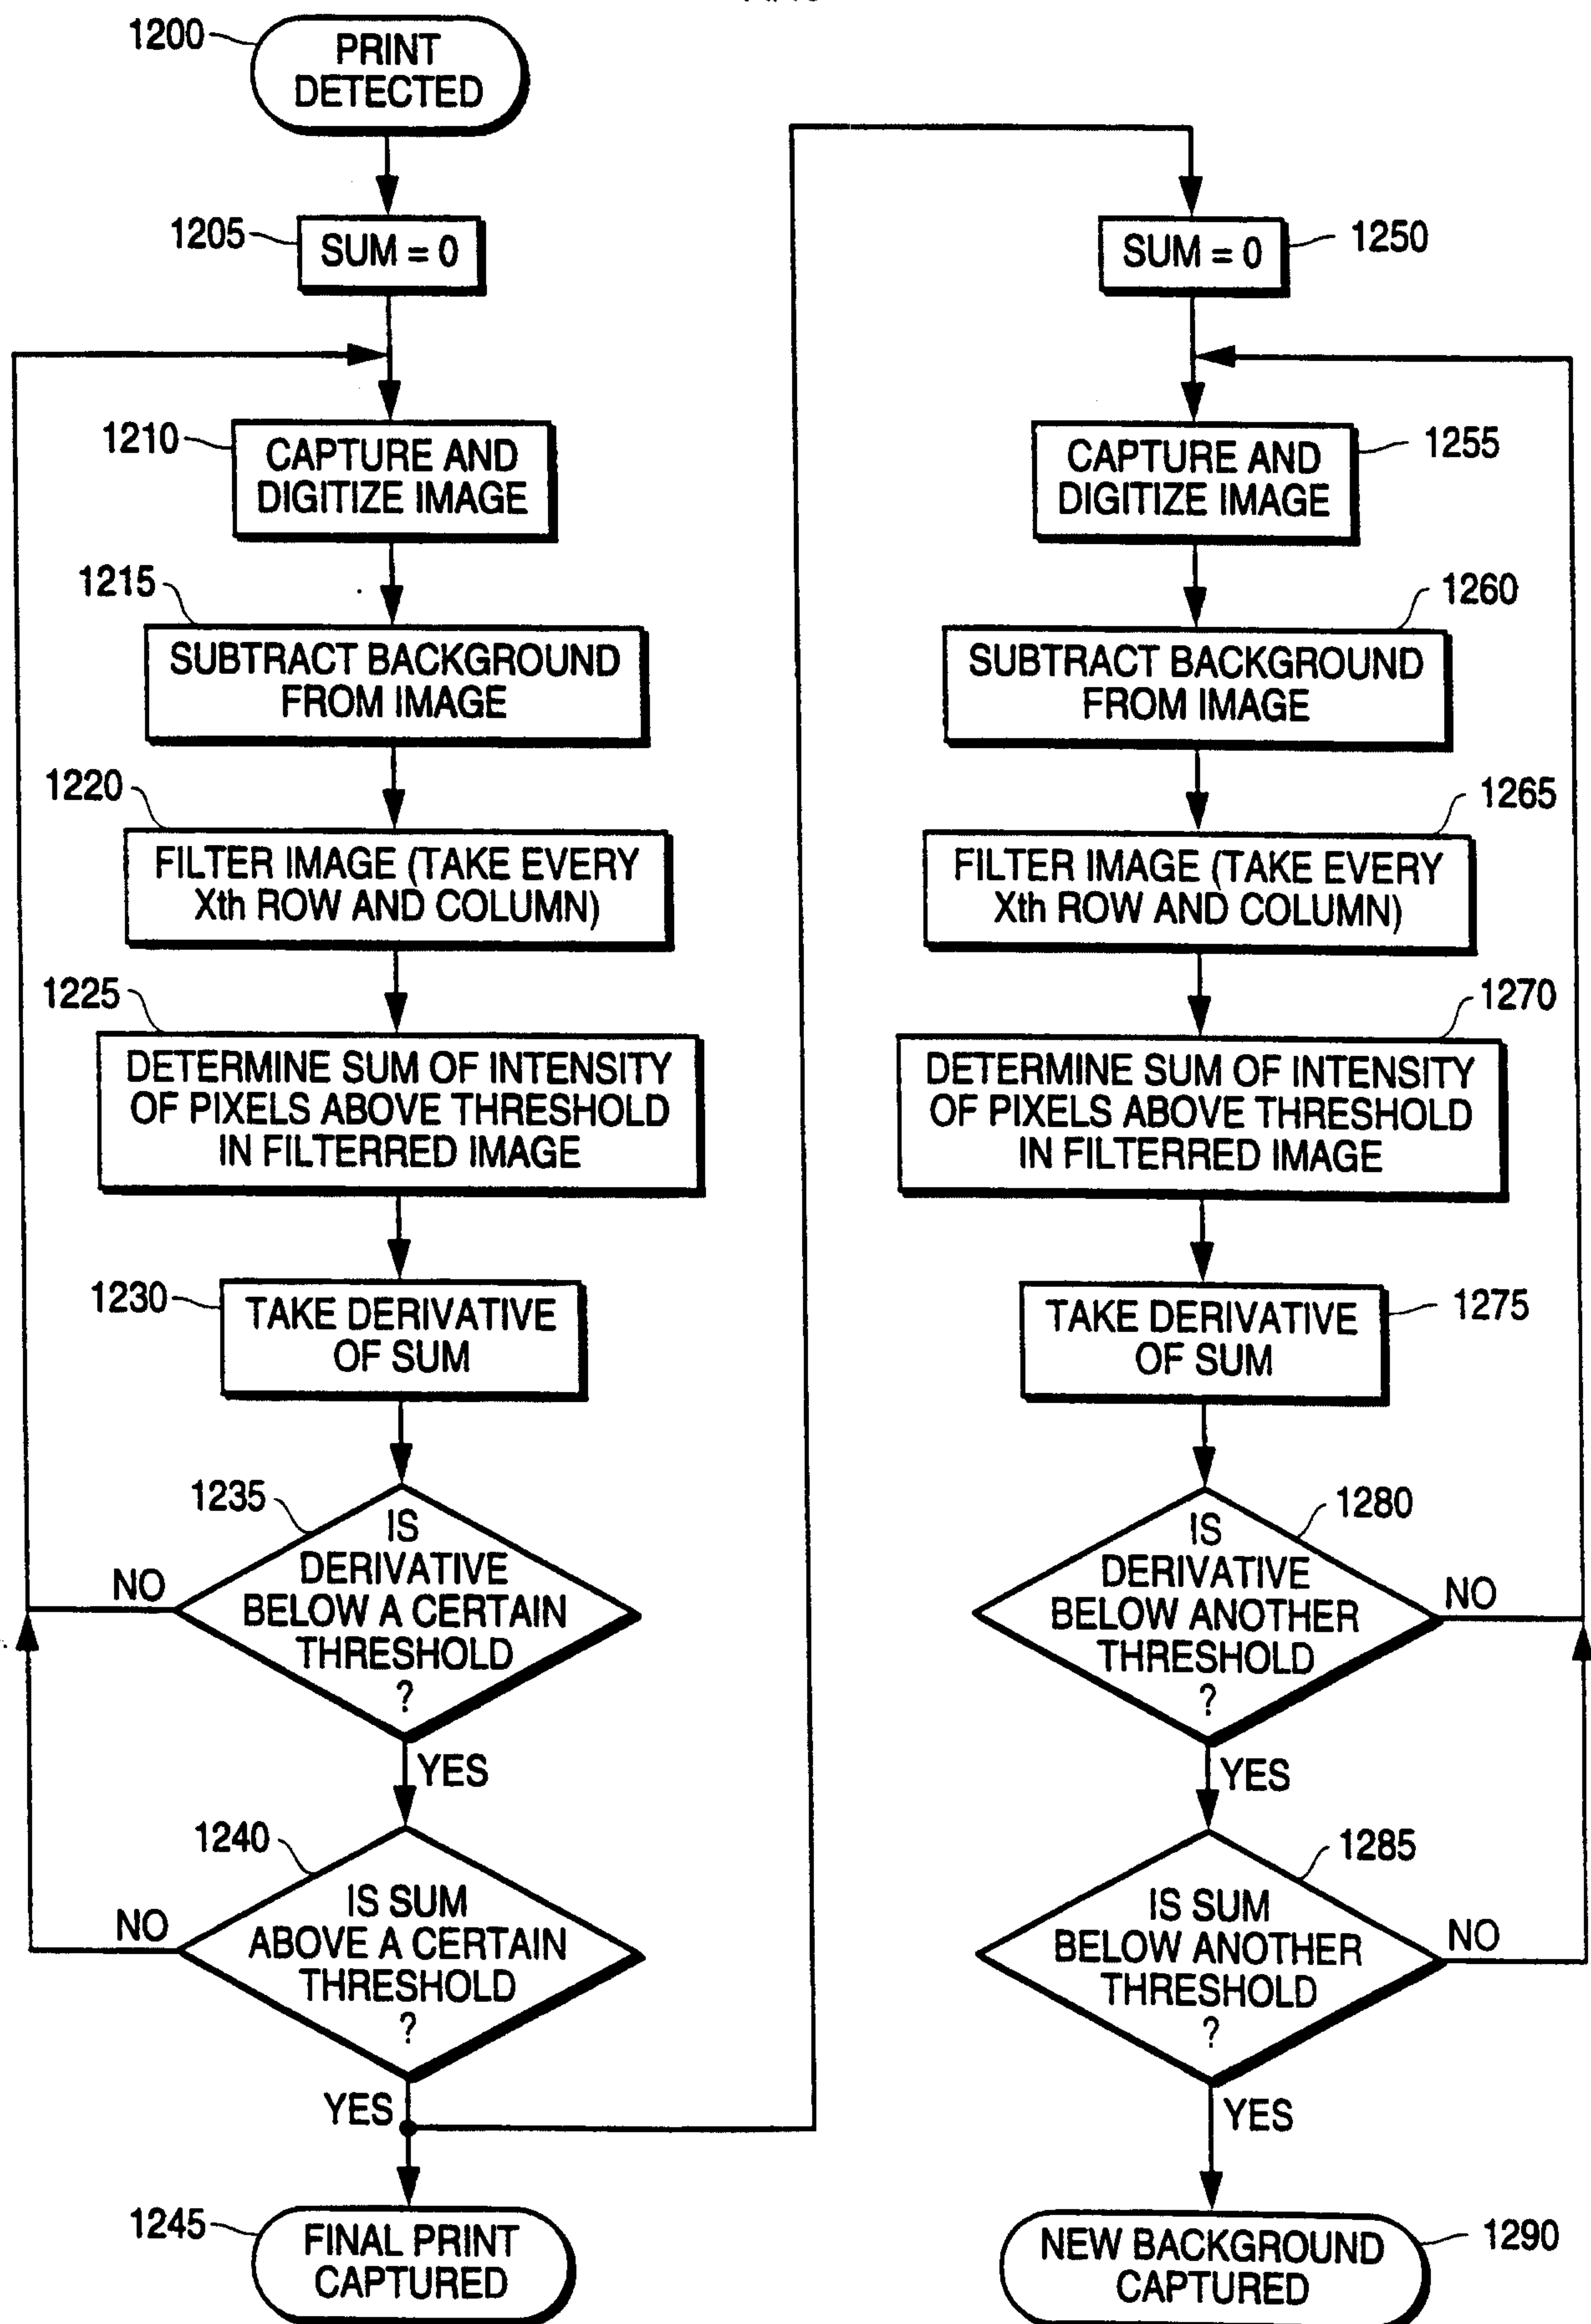 1200
PRINT
DETECTED
1205
SUM = 0
1210
CAPTURE AND
DIGITIZE IMAGE
1215
SUBTRACT BACKGROUND
FROM IMAGE
1220
FILTER IMAGE (TAKE EVERY
Xth ROW AND COLUMN)
1225
DETERMINE SUM OF INTENSITY
OF PIXELS ABOVE THRESHOLD
IN FILTERRED IMAGE
1230
TAKE DERIVATIVE
OF SUM
1235
IS
DERIVATIVE
BELOW A CERTAIN
THRESHOLD
?
NO
YES
1240
IS SUM
ABOVE A CERTAIN
THRESHOLD
?
NO
YES
1245
FINAL PRINT
CAPTURED
SUM = 0
1250
CAPTURE AND
DIGITIZE IMAGE
1255
SUBTRACT BACKGROUND
FROM IMAGE
1260
FILTER IMAGE (TAKE EVERY
Xth ROW AND COLUMN)
1265
DETERMINE SUM OF INTENSITY
OF PIXELS ABOVE THRESHOLD
IN FILTERRED IMAGE
1270
TAKE DERIVATIVE
OF SUM
1275
IS
DERIVATIVE
BELOW ANOTHER
THRESHOLD
?
1280
NO
YES
IS SUM
BELOW ANOTHER
THRESHOLD
?
1285
NO
YES
NEW BACKGROUND
CAPTURED
1290